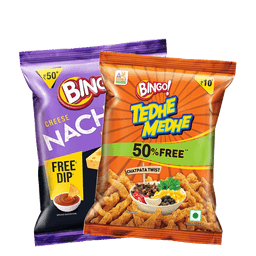 ₹50
BINGO!
CHEESE
NACH
FREE
DIP
₹10
BINGO!
TEDHE
MEDHE
50% FREE
CHATPATA TWIST